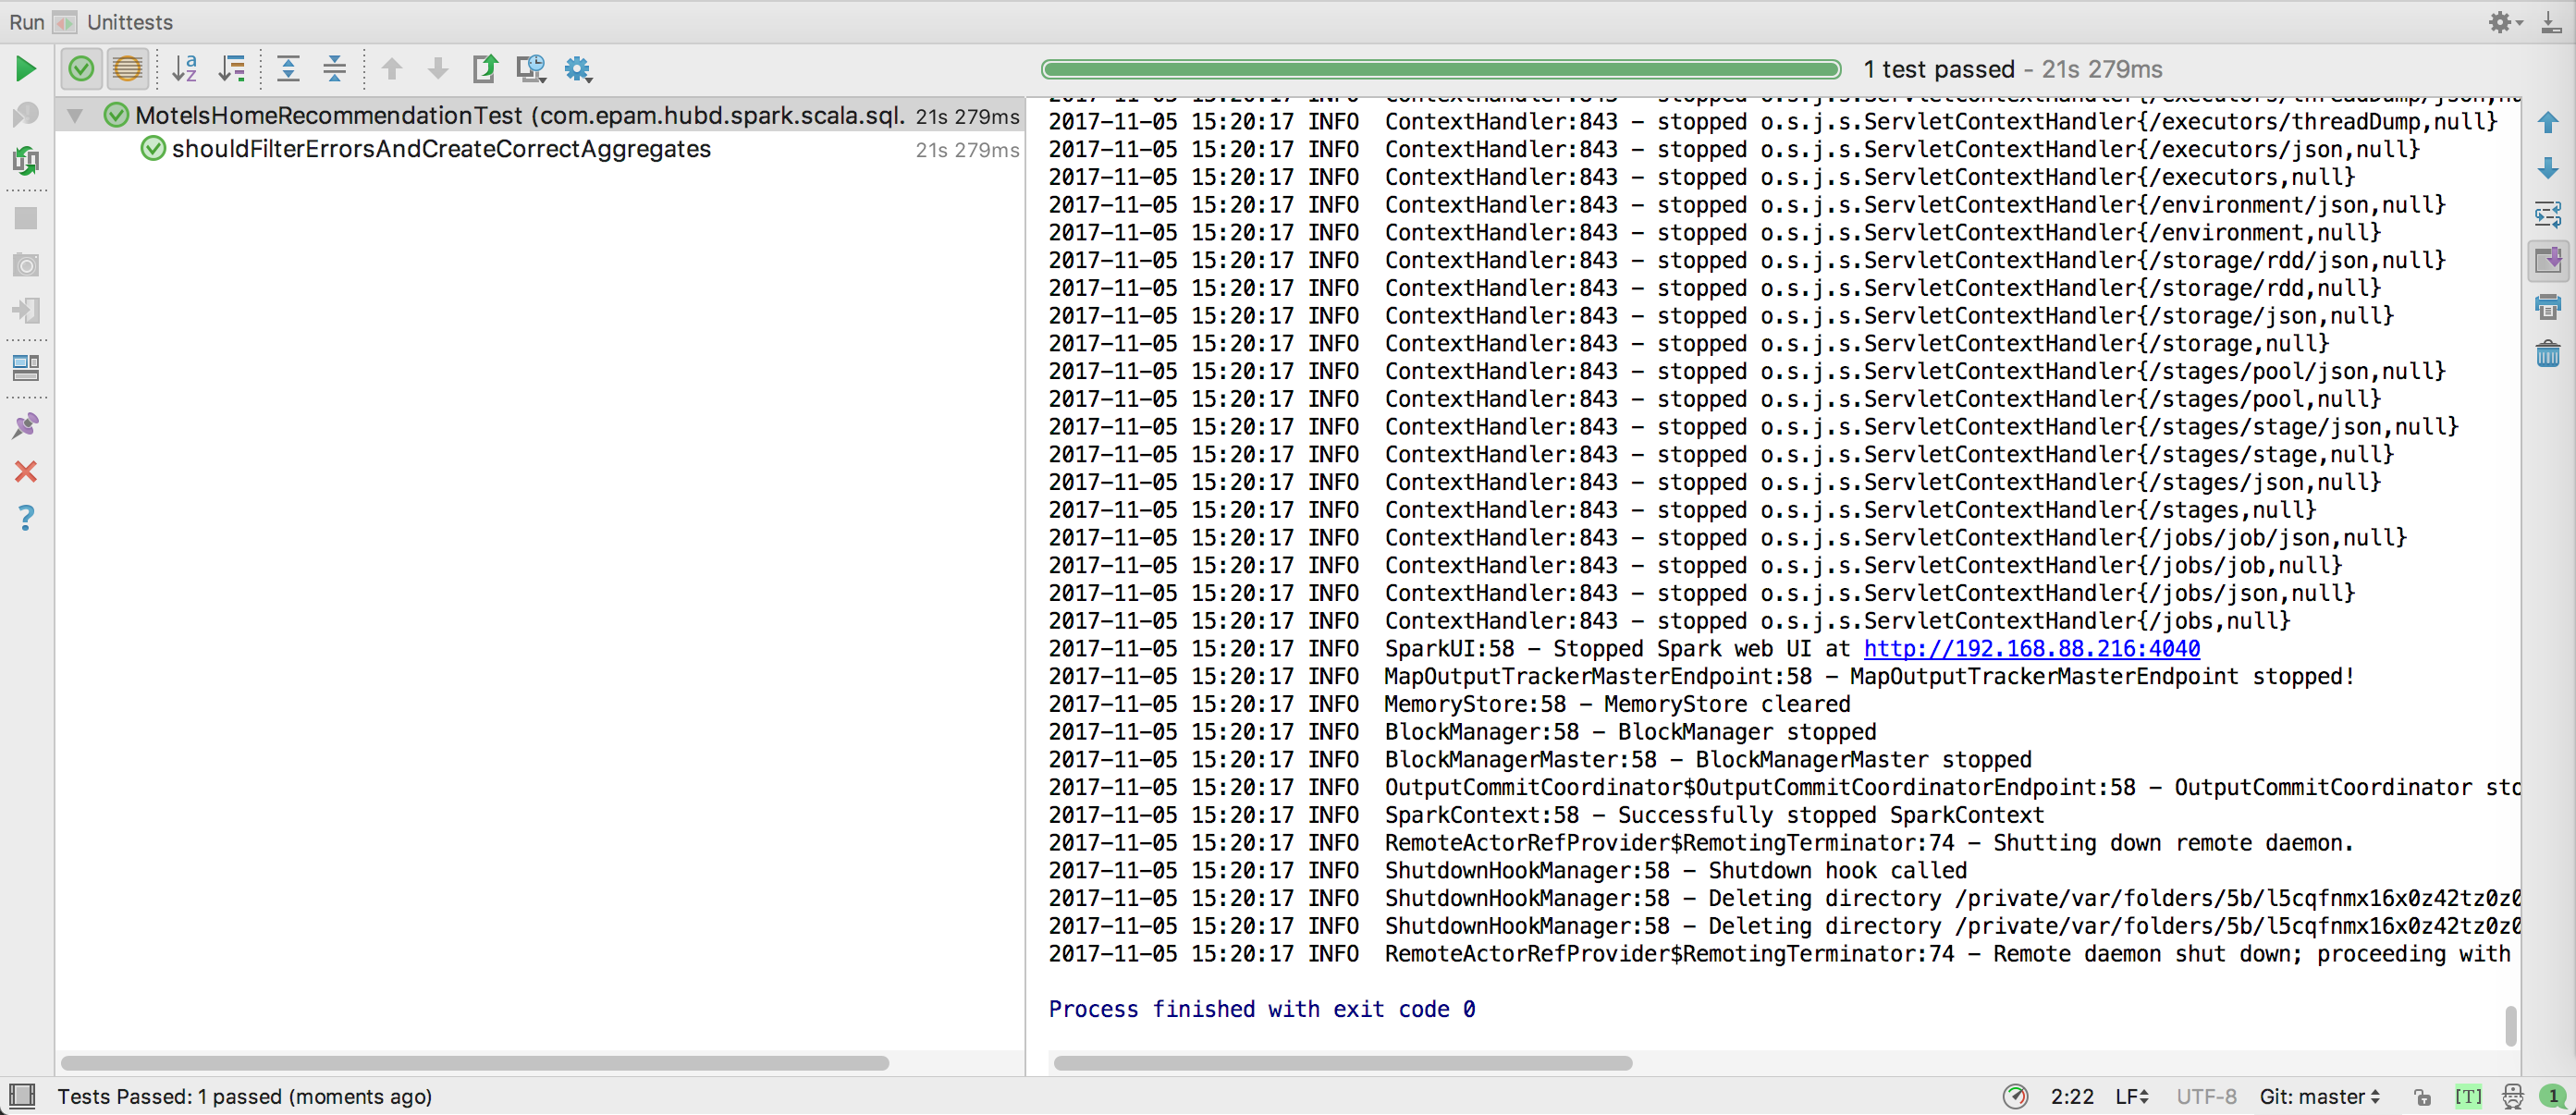 Run Unittests
1 test passed - 21s 279ms
MotelsHomeRecommendationTest (com.epam.hubd.spark.scala.sql. 21s 279ms
shouldFilterErrorsAndCreateCorrectAggregates 21s 279ms
2017-11-05 15:20:17 INFO  ContextHandler:843 - stopped o.s.j.s.ServletContextHandler{/executors/threadDump/json,nu
2017-11-05 15:20:17 INFO  ContextHandler:843 - stopped o.s.j.s.ServletContextHandler{/executors/threadDump,null}
2017-11-05 15:20:17 INFO  ContextHandler:843 - stopped o.s.j.s.ServletContextHandler{/executors/json,null}
2017-11-05 15:20:17 INFO  ContextHandler:843 - stopped o.s.j.s.ServletContextHandler{/executors,null}
2017-11-05 15:20:17 INFO  ContextHandler:843 - stopped o.s.j.s.ServletContextHandler{/environment/json,null}
2017-11-05 15:20:17 INFO  ContextHandler:843 - stopped o.s.j.s.ServletContextHandler{/environment,null}
2017-11-05 15:20:17 INFO  ContextHandler:843 - stopped o.s.j.s.ServletContextHandler{/storage/rdd/json,null}
2017-11-05 15:20:17 INFO  ContextHandler:843 - stopped o.s.j.s.ServletContextHandler{/storage/rdd,null}
2017-11-05 15:20:17 INFO  ContextHandler:843 - stopped o.s.j.s.ServletContextHandler{/storage/json,null}
2017-11-05 15:20:17 INFO  ContextHandler:843 - stopped o.s.j.s.ServletContextHandler{/storage,null}
2017-11-05 15:20:17 INFO  ContextHandler:843 - stopped o.s.j.s.ServletContextHandler{/stages/pool/json,null}
2017-11-05 15:20:17 INFO  ContextHandler:843 - stopped o.s.j.s.ServletContextHandler{/stages/pool,null}
2017-11-05 15:20:17 INFO  ContextHandler:843 - stopped o.s.j.s.ServletContextHandler{/stages/stage/json,null}
2017-11-05 15:20:17 INFO  ContextHandler:843 - stopped o.s.j.s.ServletContextHandler{/stages/stage,null}
2017-11-05 15:20:17 INFO  ContextHandler:843 - stopped o.s.j.s.ServletContextHandler{/stages/json,null}
2017-11-05 15:20:17 INFO  ContextHandler:843 - stopped o.s.j.s.ServletContextHandler{/stages,null}
2017-11-05 15:20:17 INFO  ContextHandler:843 - stopped o.s.j.s.ServletContextHandler{/jobs/job/json,null}
2017-11-05 15:20:17 INFO  ContextHandler:843 - stopped o.s.j.s.ServletContextHandler{/jobs/job,null}
2017-11-05 15:20:17 INFO  ContextHandler:843 - stopped o.s.j.s.ServletContextHandler{/jobs/json,null}
2017-11-05 15:20:17 INFO  ContextHandler:843 - stopped o.s.j.s.ServletContextHandler{/jobs,null}
2017-11-05 15:20:17 INFO  SparkUI:58 - Stopped Spark web UI at http://192.168.88.216:4040
2017-11-05 15:20:17 INFO  MapOutputTrackerMasterEndpoint:58 - MapOutputTrackerMasterEndpoint stopped!
2017-11-05 15:20:17 INFO  MemoryStore:58 - MemoryStore cleared
2017-11-05 15:20:17 INFO  BlockManager:58 - BlockManager stopped
2017-11-05 15:20:17 INFO  BlockManagerMaster:58 - BlockManagerMaster stopped
2017-11-05 15:20:17 INFO  OutputCommitCoordinator$OutputCommitCoordinatorEndpoint:58 - OutputCommitCoordinator sto
2017-11-05 15:20:17 INFO  SparkContext:58 - Successfully stopped SparkContext
2017-11-05 15:20:17 INFO  RemoteActorRefProvider$RemotingTerminator:74 - Shutting down remote daemon.
2017-11-05 15:20:17 INFO  ShutdownHookManager:58 - Shutdown hook called
2017-11-05 15:20:17 INFO  ShutdownHookManager:58 - Deleting directory /private/var/folders/5b/l5cqfnmx16x0z42tz0z0
2017-11-05 15:20:17 INFO  ShutdownHookManager:58 - Deleting directory /private/var/folders/5b/l5cqfnmx16x0z42tz0z0
2017-11-05 15:20:17 INFO  RemoteActorRefProvider$RemotingTerminator:74 - Remote daemon shut down; proceeding with
Process finished with exit code 0
Tests Passed: 1 passed (moments ago) 2:22 LF UTF-8 Git: master [T] 1